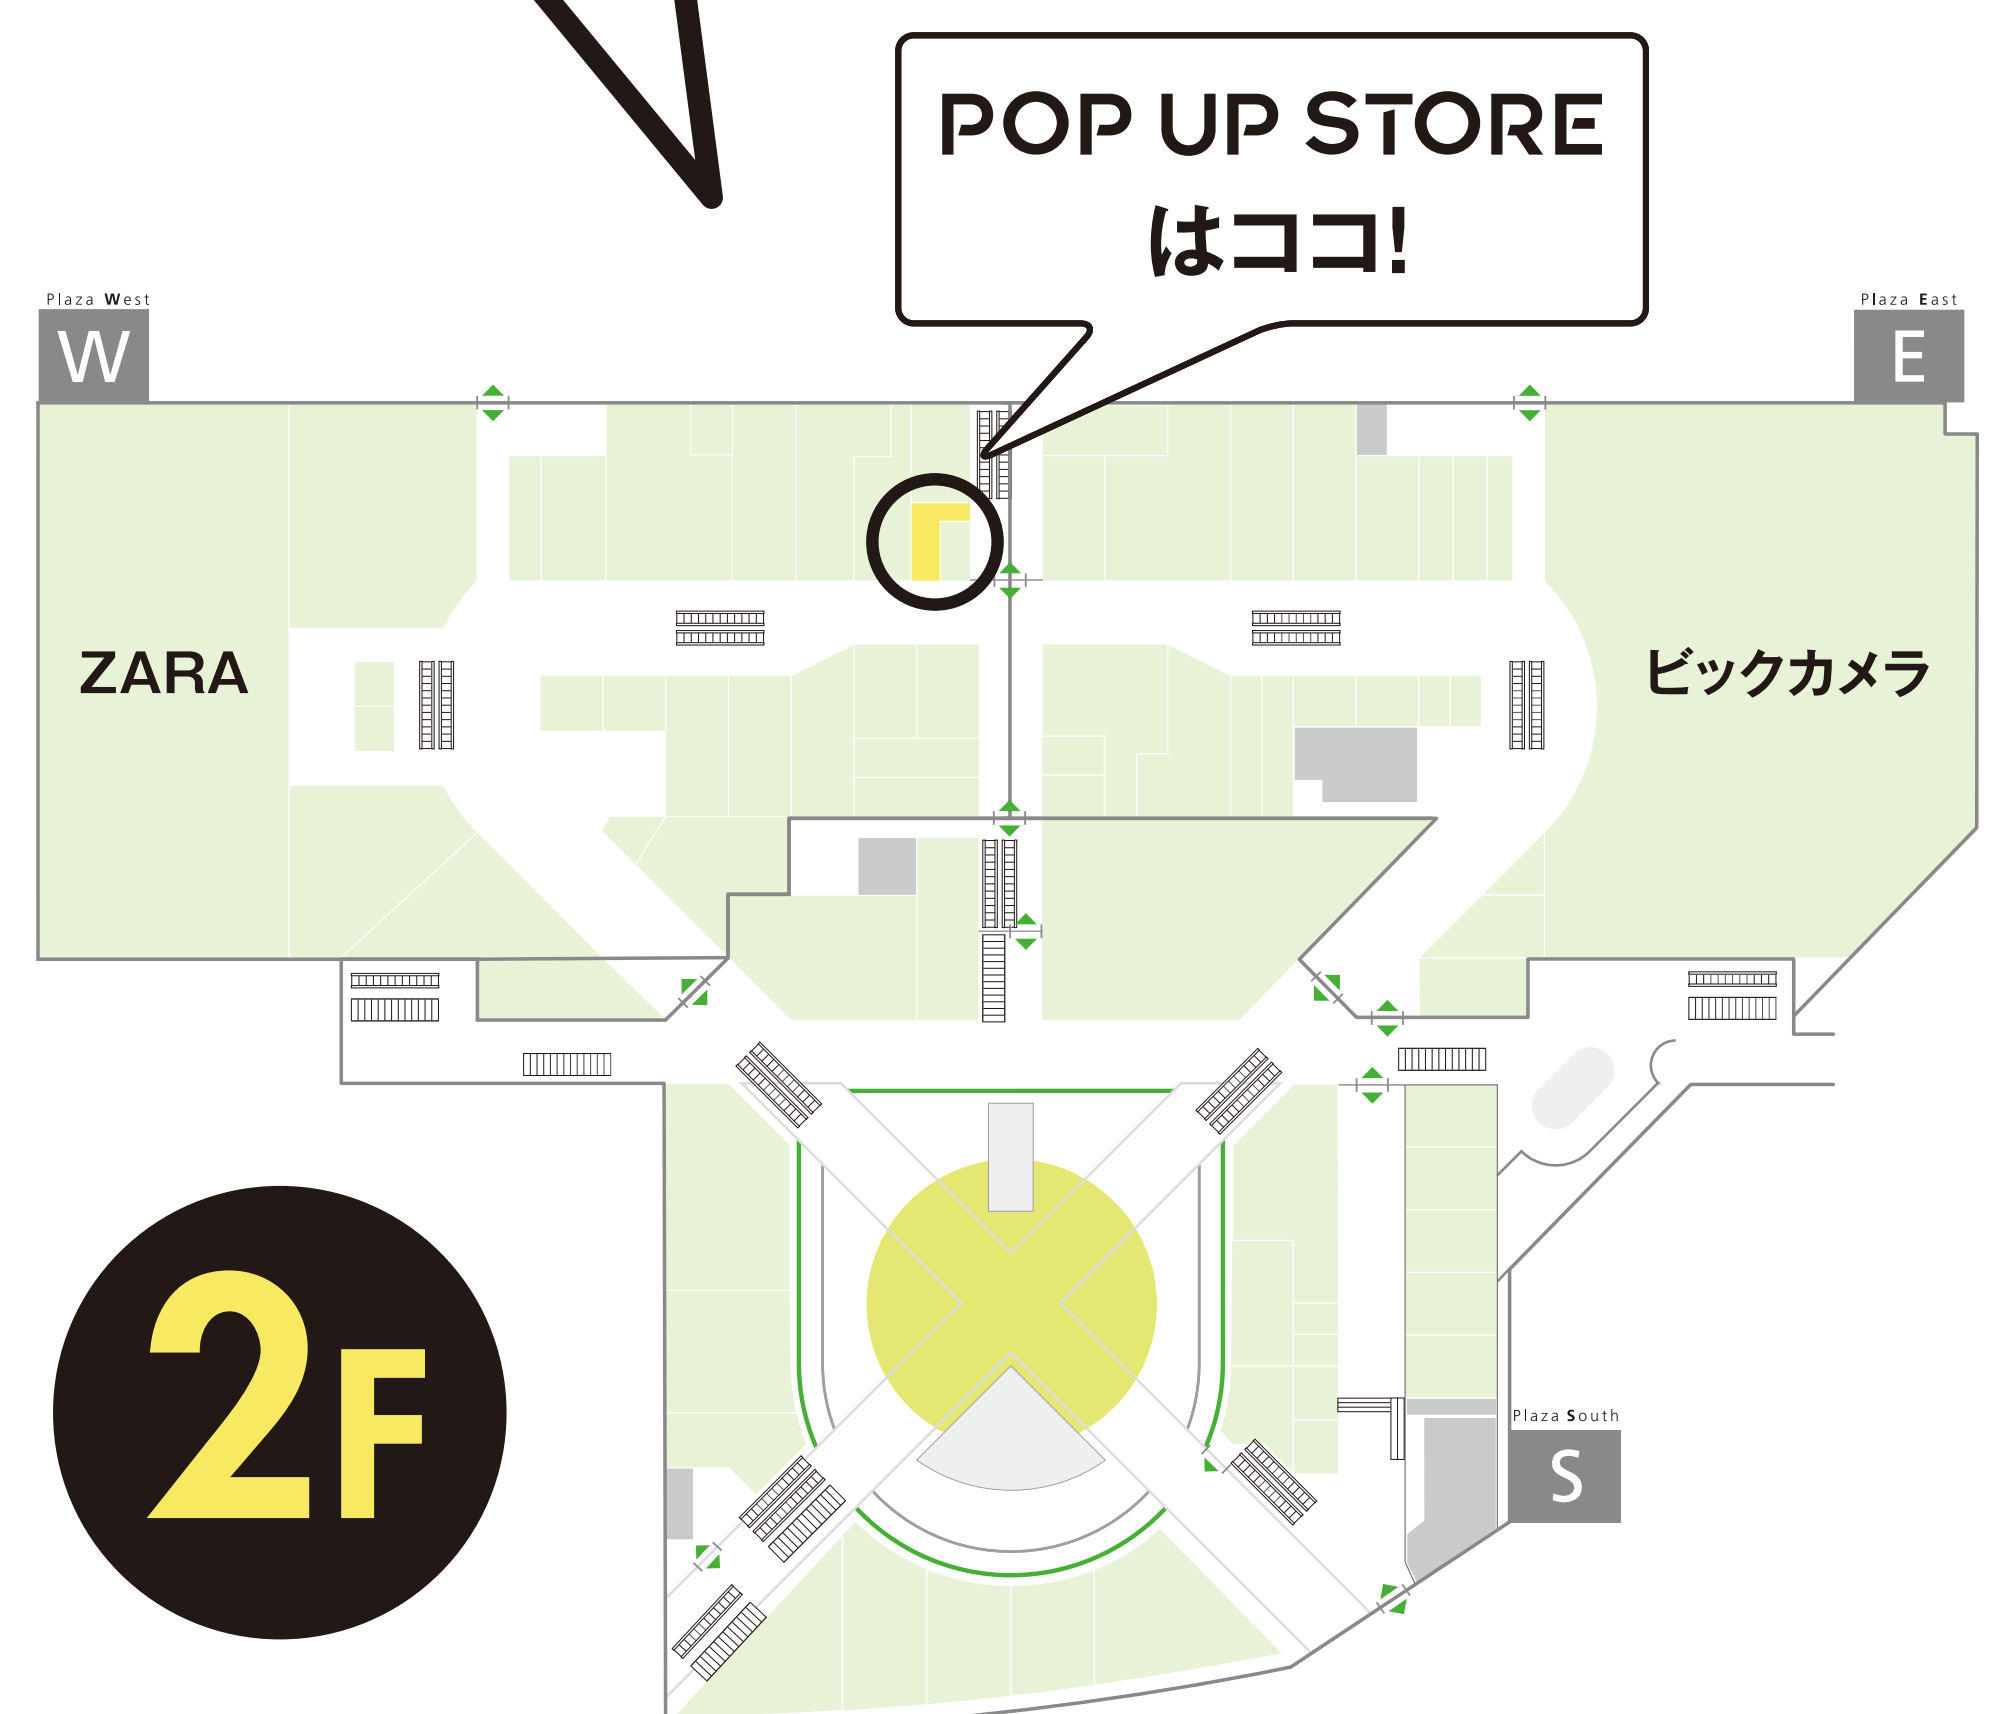 POP UP STORE
はココ!
Plaza West
W
Plaza East
E
ZARA
ビックカメラ
2F
Plaza South
S